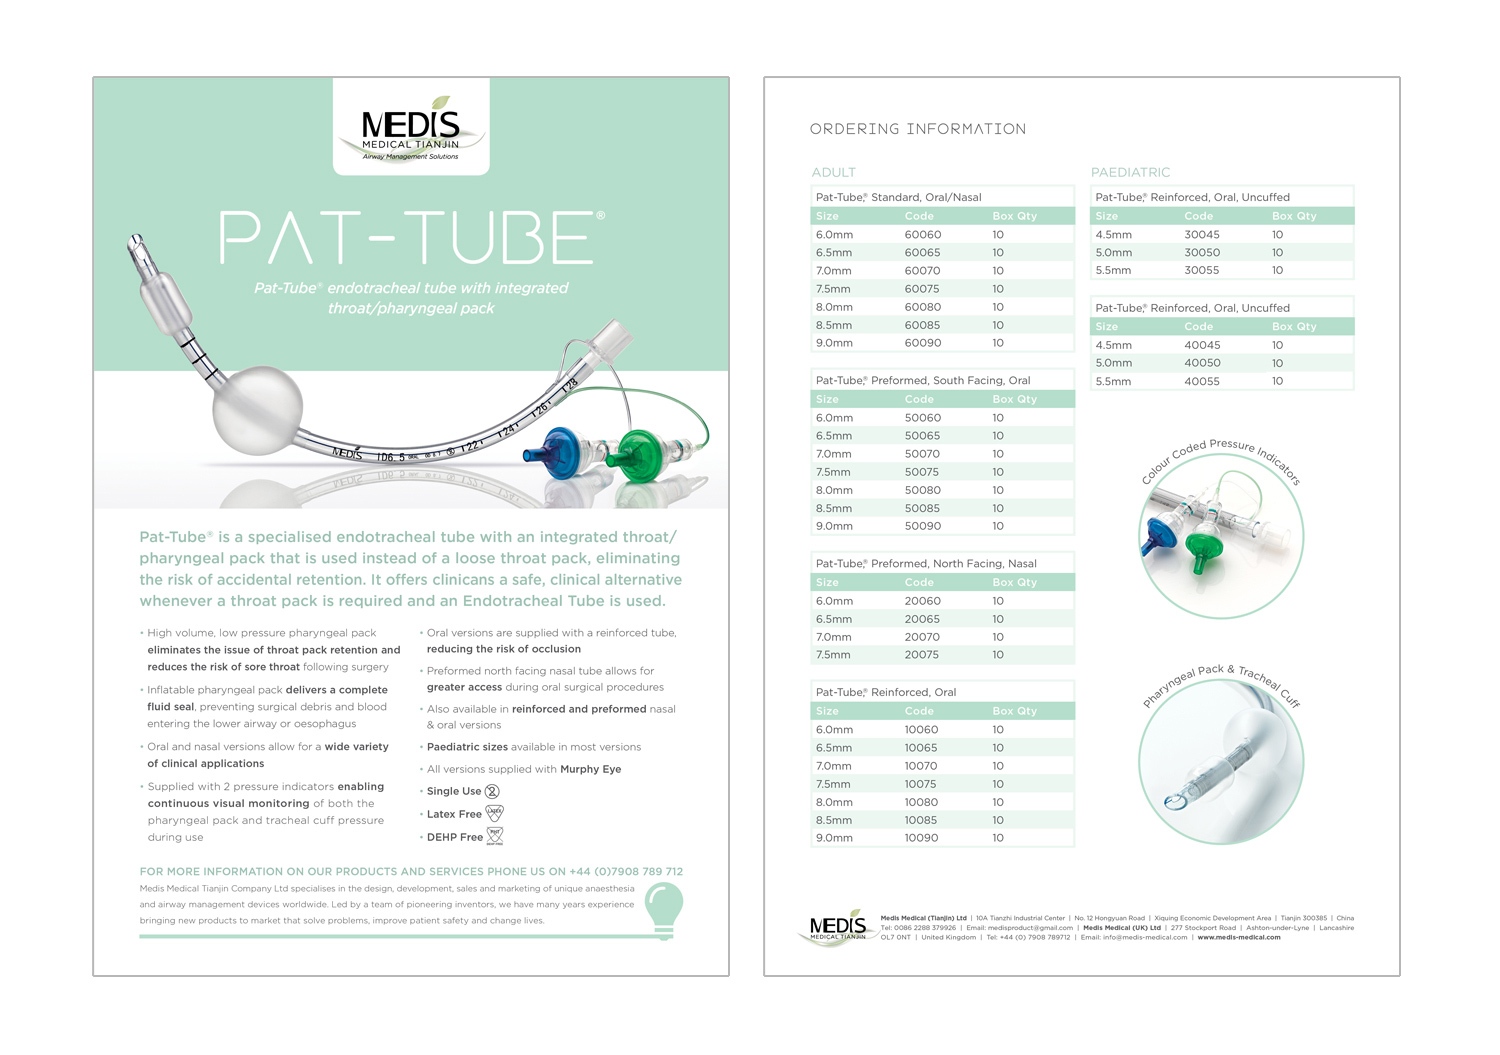 MEDIS
MEDICAL TIANJIN
Airway Management Solutions
PAT-TUBE®
Pat-Tube® endotracheal tube with integrated
throat/pharyngeal pack
MEDIS ID6.5 ORAL 22 24 26 28
Pat-Tube® is a specialised endotracheal tube with an integrated throat/
pharyngeal pack that is used instead of a loose throat pack, eliminating
the risk of accidental retention. It offers clinicans a safe, clinical alternative
whenever a throat pack is required and an Endotracheal Tube is used.
• High volume, low pressure pharyngeal pack
eliminates the issue of throat pack retention and
reduces the risk of sore throat following surgery
• Inflatable pharyngeal pack delivers a complete
fluid seal, preventing surgical debris and blood
entering the lower airway or oesophagus
• Oral and nasal versions allow for a wide variety
of clinical applications
• Supplied with 2 pressure indicators enabling
continuous visual monitoring of both the
pharyngeal pack and tracheal cuff pressure
during use
• Oral versions are supplied with a reinforced tube,
reducing the risk of occlusion
• Preformed north facing nasal tube allows for
greater access during oral surgical procedures
• Also available in reinforced and preformed nasal
& oral versions
• Paediatric sizes available in most versions
• All versions supplied with Murphy Eye
• Single Use 2
• Latex Free LATEX
• DEHP Free PHT DEHP FREE
FOR MORE INFORMATION ON OUR PRODUCTS AND SERVICES PHONE US ON +44 (0)7908 789 712
Medis Medical Tianjin Company Ltd specialises in the design, development, sales and marketing of unique anaesthesia
and airway management devices worldwide. Led by a team of pioneering inventors, we have many years experience
bringing new products to market that solve problems, improve patient safety and change lives.
ORDERING INFORMATION
ADULT
Pat-Tube,® Standard, Oral/Nasal
Size Code Box Qty
6.0mm 60060 10
6.5mm 60065 10
7.0mm 60070 10
7.5mm 60075 10
8.0mm 60080 10
8.5mm 60085 10
9.0mm 60090 10
Pat-Tube,® Preformed, South Facing, Oral
Size Code Box Qty
6.0mm 50060 10
6.5mm 50065 10
7.0mm 50070 10
7.5mm 50075 10
8.0mm 50080 10
8.5mm 50085 10
9.0mm 50090 10
Pat-Tube,® Preformed, North Facing, Nasal
Size Code Box Qty
6.0mm 20060 10
6.5mm 20065 10
7.0mm 20070 10
7.5mm 20075 10
Pat-Tube,® Reinforced, Oral
Size Code Box Qty
6.0mm 10060 10
6.5mm 10065 10
7.0mm 10070 10
7.5mm 10075 10
8.0mm 10080 10
8.5mm 10085 10
9.0mm 10090 10
PAEDIATRIC
Pat-Tube,® Reinforced, Oral, Uncuffed
Size Code Box Qty
4.5mm 30045 10
5.0mm 30050 10
5.5mm 30055 10
Pat-Tube,® Reinforced, Oral, Uncuffed
Size Code Box Qty
4.5mm 40045 10
5.0mm 40050 10
5.5mm 40055 10
Colour Coded Pressure Indicators
Pharyngeal Pack & Tracheal Cuff
MEDIS
MEDICAL TIANJIN
Medis Medical (Tianjin) Ltd | 10A Tianzhi Industrial Center | No. 12 Hongyuan Road | Xiquing Economic Development Area | Tianjin 300385 | China
Tel: 0086 2288 379926 | Email: medisproduct@gmail.com | Medis Medical (UK) Ltd | 277 Stockport Road | Ashton-under-Lyne | Lancashire
OL7 0NT | United Kingdom | Tel: +44 (0) 7908 789712 | Email: info@medis-medical.com | www.medis-medical.com